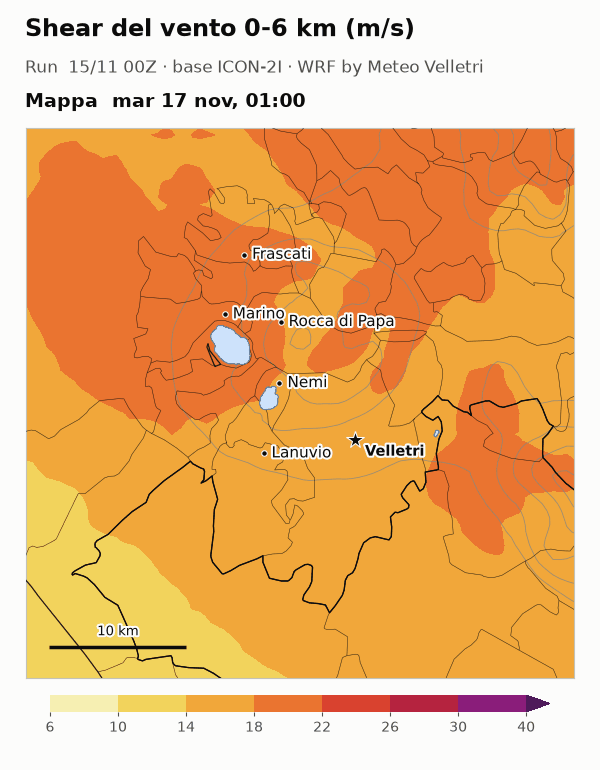 Shear del vento 0-6 km (m/s)
Run  15/11 00Z · base ICON-2I · WRF by Meteo Velletri
Mappa  mar 17 nov, 01:00
Frascati
Marino
Rocca di Papa
Nemi
Velletri
Lanuvio
10 km
6 10 14 18 22 26 30 40